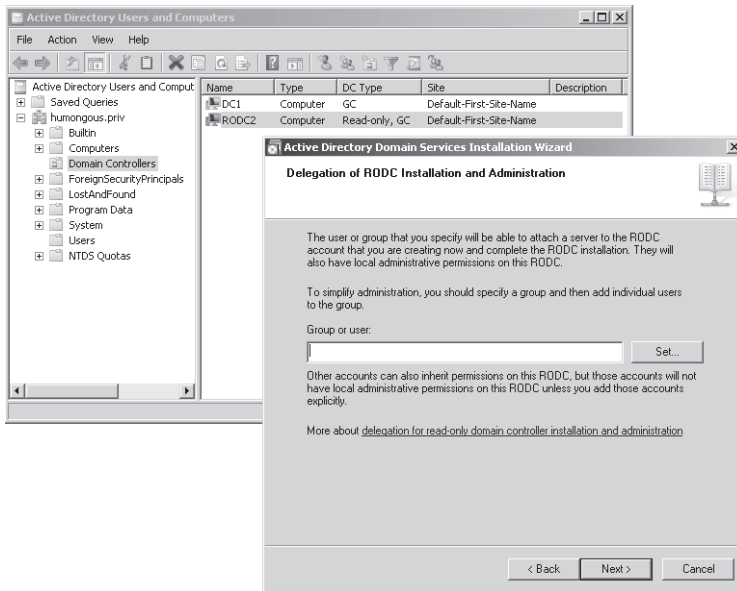 Active Directory Users and Computers
File Action View Help
Active Directory Users and Comput
Saved Queries
humongous.priv
Builtin
Computers
Domain Controllers
ForeignSecurityPrincipals
LostAndFound
Program Data
System
Users
NTDS Quotas
Name Type DC Type Site Description
DC1 Computer GC Default-First-Site-Name
RODC2 Computer Read-only, GC Default-First-Site-Name
Active Directory Domain Services Installation Wizard
Delegation of RODC Installation and Administration
The user or group that you specify will be able to attach a server to the RODC
account that you are creating now and complete the RODC installation. They will
also have local administrative permissions on this RODC.
To simplify administration, you should specify a group and then add individual users
to the group.
Group or user:
Set...
Other accounts can also inherit permissions on this RODC, but those accounts will not
have local administrative permissions on this RODC unless you add those accounts
explicitly.
More about delegation for read-only domain controller installation and administration
< Back Next > Cancel